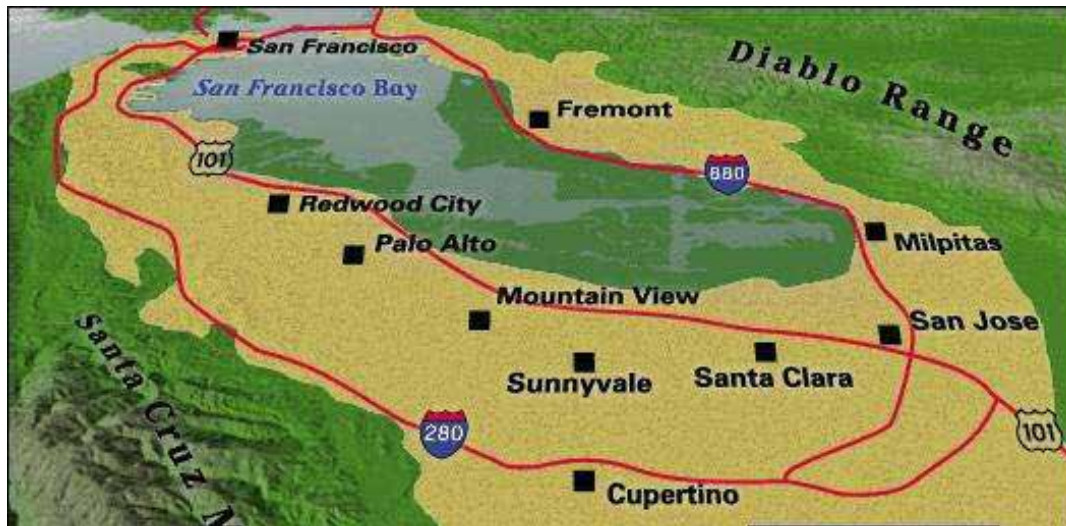 San Francisco
San Francisco Bay
Diablo Range
Fremont
101
880
Redwood City
Milpitas
Palo Alto
Mountain View
San Jose
Santa Cruz M
Sunnyvale
Santa Clara
280
101
Cupertino